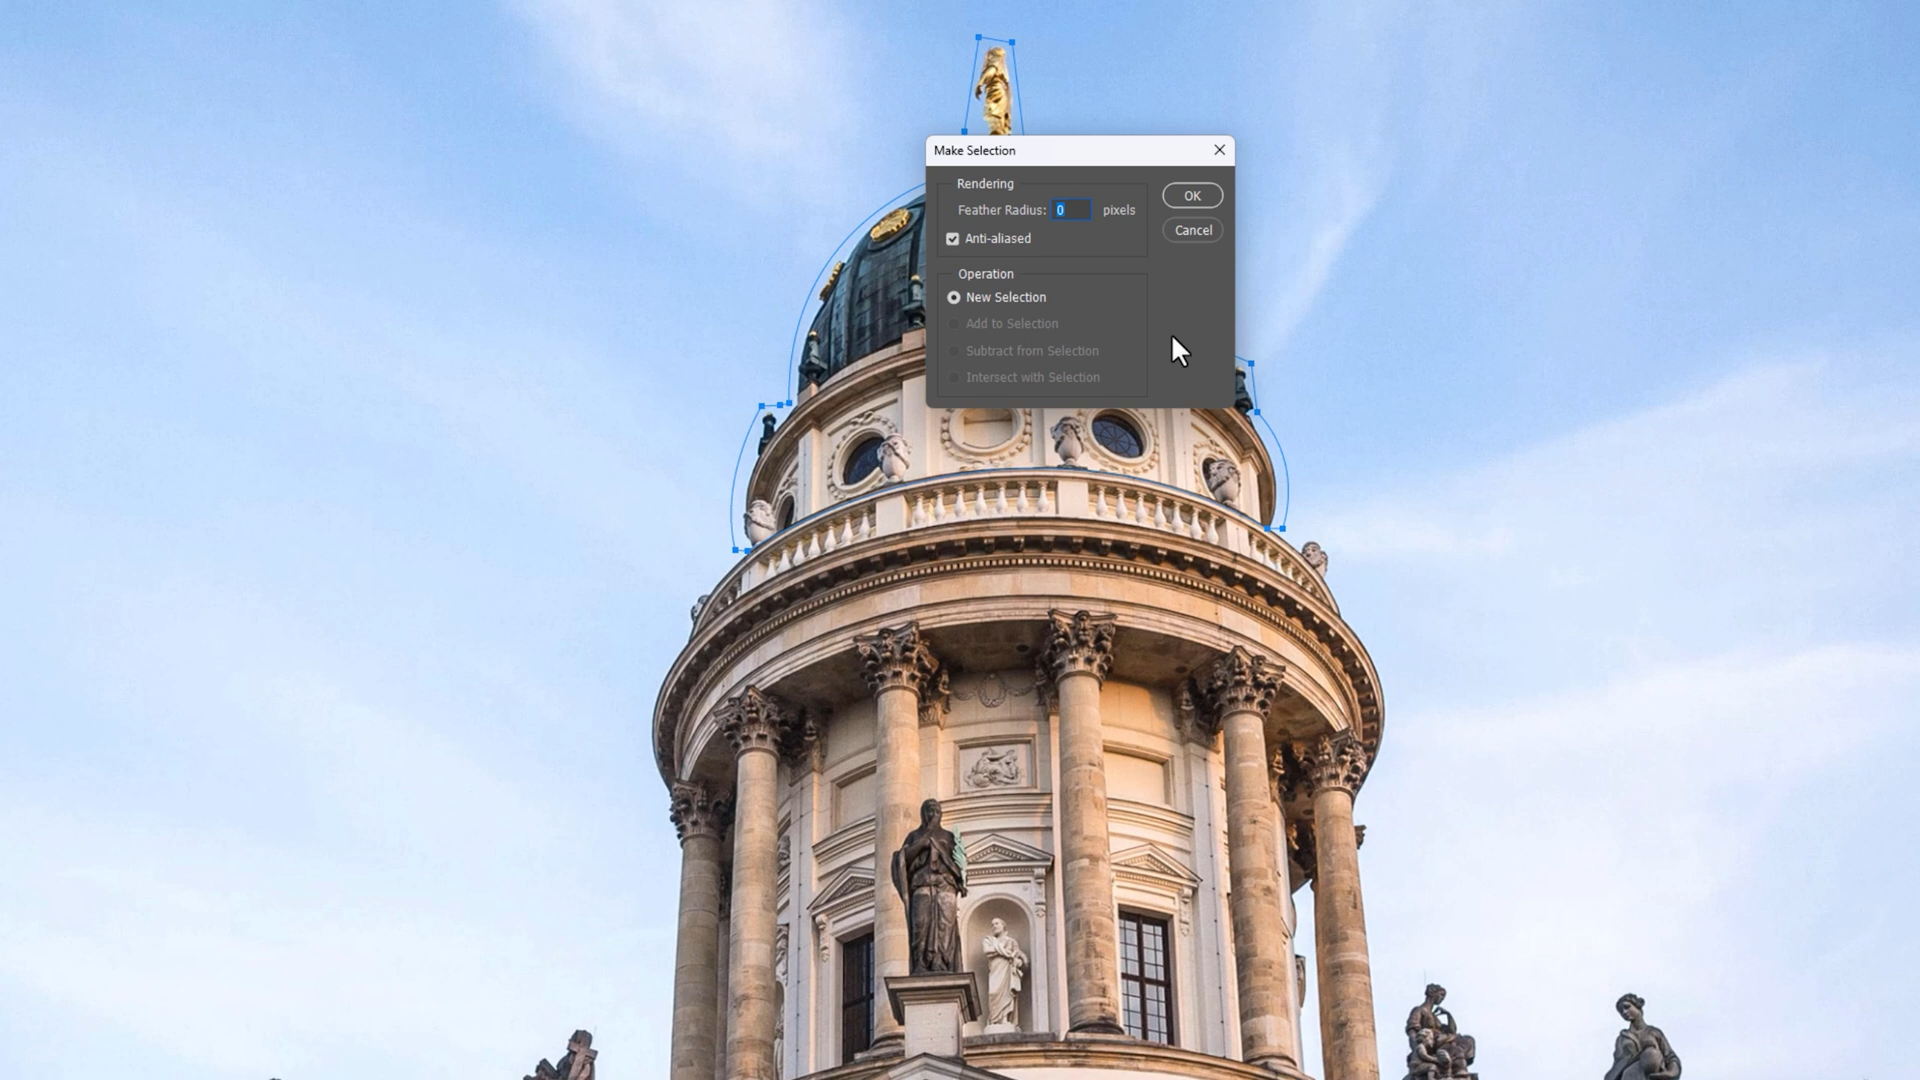 Make Selection
Rendering
Feather Radius: 0 pixels
Anti-aliased
OK
Cancel
Operation
New Selection
Add to Selection
Subtract from Selection
Intersect with Selection